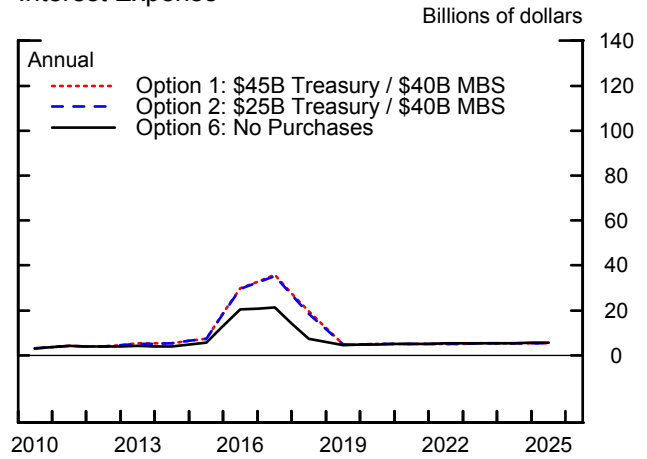 Interest Expense
Billions of dollars
Annual
Option 1: $45B Treasury / $40B MBS
Option 2: $25B Treasury / $40B MBS
Option 6: No Purchases
140
120
100
80
60
40
20
0
2010 2013 2016 2019 2022 2025